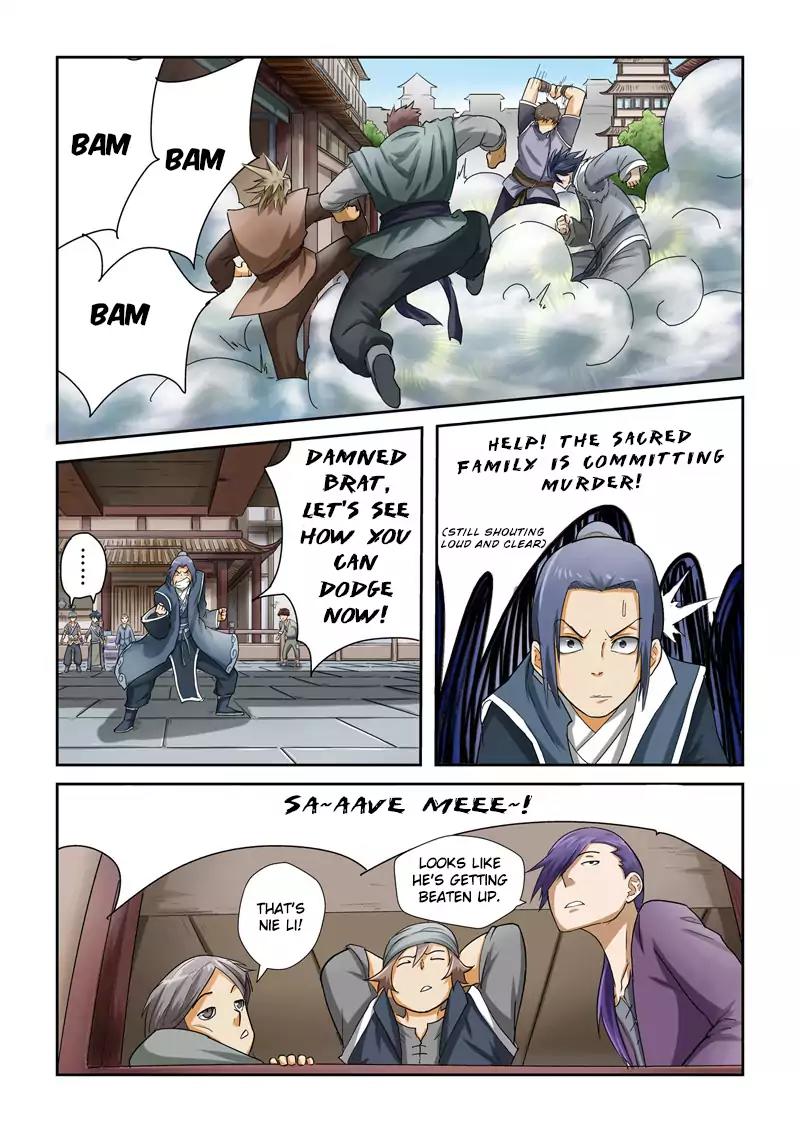 BAM
BAM
BAM
DAMNED
BRAT,
LET'S SEE
HOW YOU
CAN
DODGE
NOW!
......
HELP! THE SACRED
FAMILY IS COMMITTING
MURDER!
(STILL SHOUTING
LOUD AND CLEAR)
SA~AAVE MEEE~!
THAT'S
NIE LI!
LOOKS LIKE
HE'S GETTING
BEATEN UP.